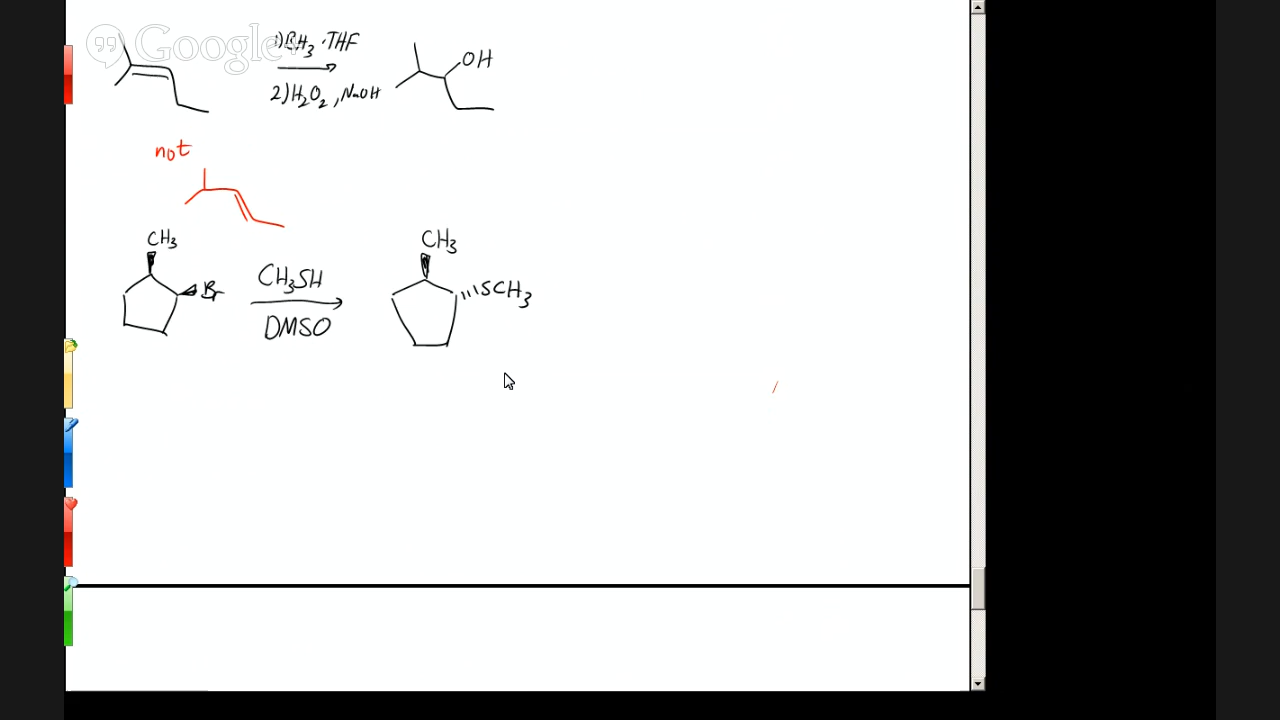 Google+
1) BH3 · THF
2) H2O2 , NaOH
OH
not
CH3
Br
CH3SH
DMSO
CH3
SCH3